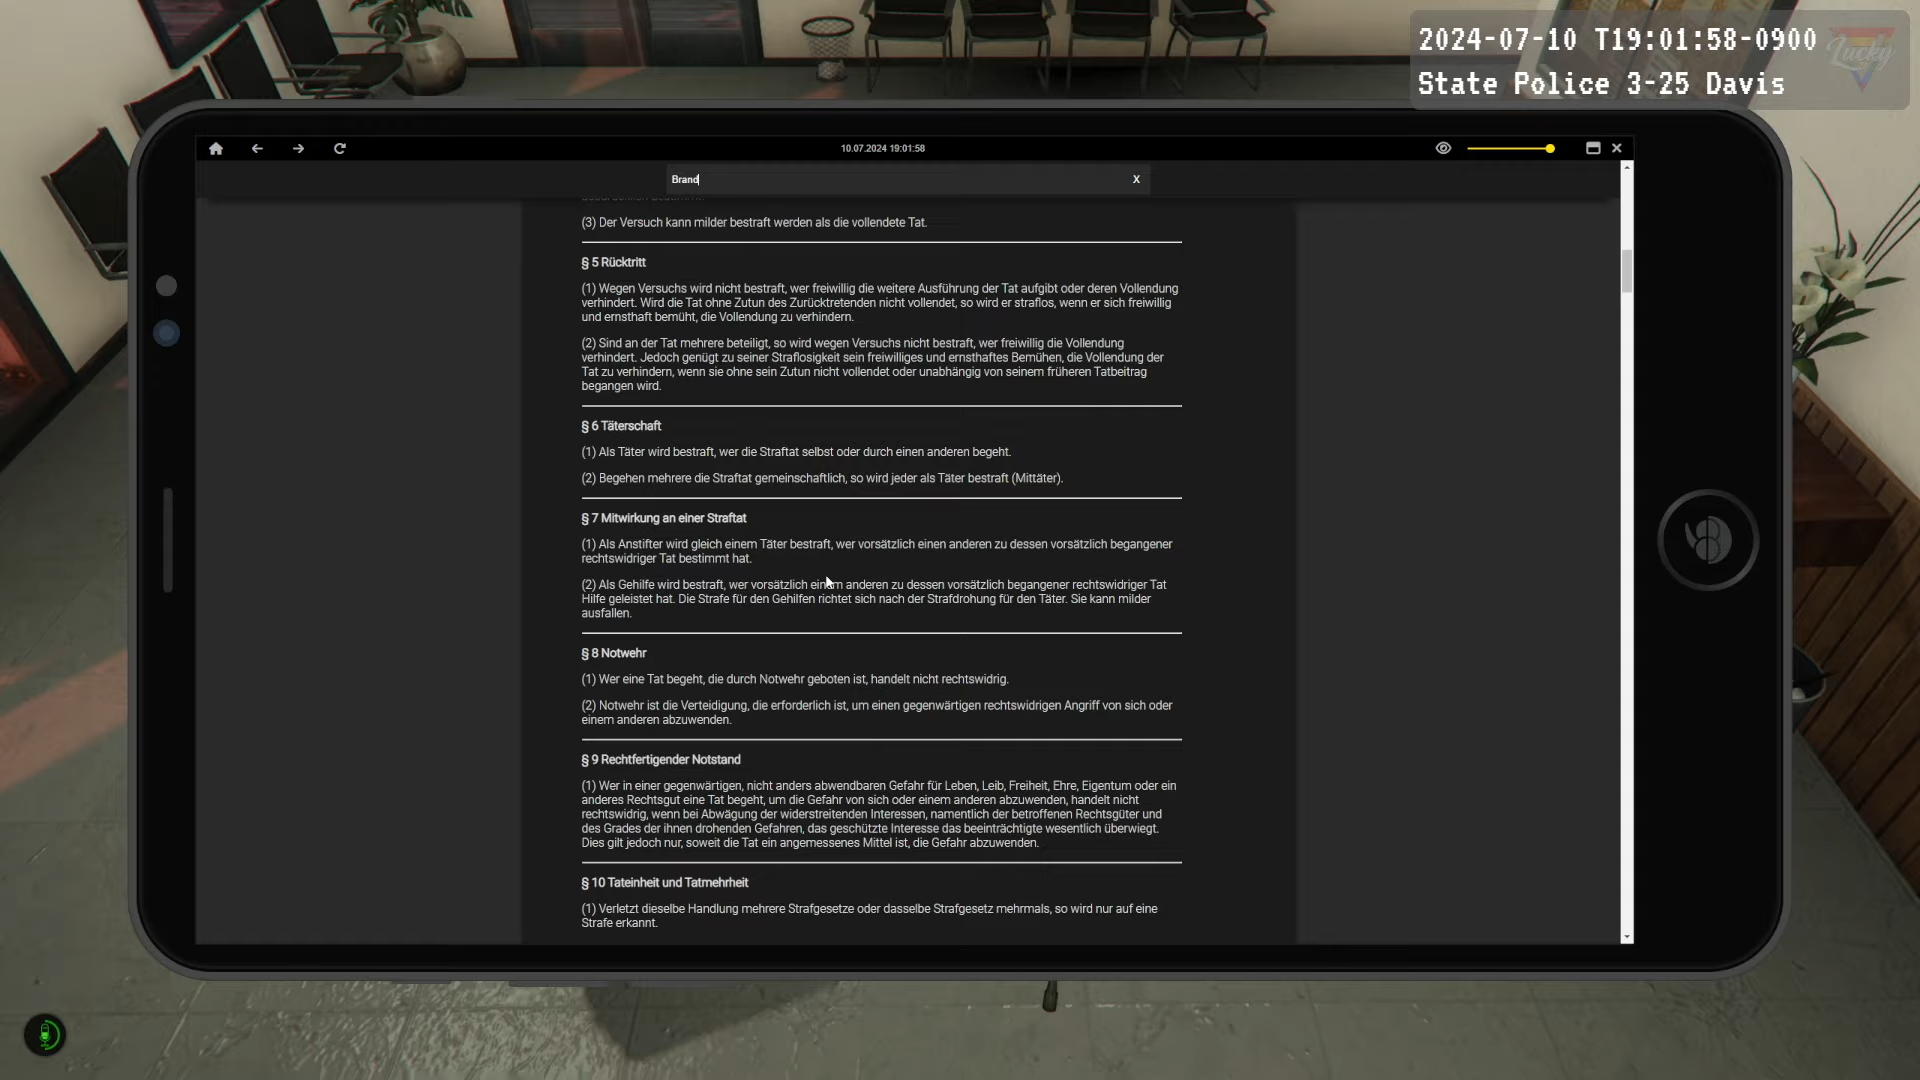 2024-07-10 T19:01:58-0900
State Police 3-25 Davis
Lucky
10.07.2024 19:01:58
Brand
X
(3) Der Versuch kann milder bestraft werden als die vollendete Tat.
§ 5 Rücktritt
(1) Wegen Versuchs wird nicht bestraft, wer freiwillig die weitere Ausführung der Tat aufgibt oder deren Vollendung
verhindert. Wird die Tat ohne Zutun des Zurücktretenden nicht vollendet, so wird er straflos, wenn er sich freiwillig
und ernsthaft bemüht, die Vollendung zu verhindern.
(2) Sind an der Tat mehrere beteiligt, so wird wegen Versuchs nicht bestraft, wer freiwillig die Vollendung
verhindert. Jedoch genügt zu seiner Straflosigkeit sein freiwilliges und ernsthaftes Bemühen, die Vollendung der
Tat zu verhindern, wenn sie ohne sein Zutun nicht vollendet oder unabhängig von seinem früheren Tatbeitrag
begangen wird.
§ 6 Täterschaft
(1) Als Täter wird bestraft, wer die Straftat selbst oder durch einen anderen begeht.
(2) Begehen mehrere die Straftat gemeinschaftlich, so wird jeder als Täter bestraft (Mittäter).
§ 7 Mitwirkung an einer Straftat
(1) Als Anstifter wird gleich einem Täter bestraft, wer vorsätzlich einen anderen zu dessen vorsätzlich begangener
rechtswidriger Tat bestimmt hat.
(2) Als Gehilfe wird bestraft, wer vorsätzlich einem anderen zu dessen vorsätzlich begangener rechtswidriger Tat
Hilfe geleistet hat. Die Strafe für den Gehilfen richtet sich nach der Strafdrohung für den Täter. Sie kann milder
ausfallen.
§ 8 Notwehr
(1) Wer eine Tat begeht, die durch Notwehr geboten ist, handelt nicht rechtswidrig.
(2) Notwehr ist die Verteidigung, die erforderlich ist, um einen gegenwärtigen rechtswidrigen Angriff von sich oder
einem anderen abzuwenden.
§ 9 Rechtfertigender Notstand
(1) Wer in einer gegenwärtigen, nicht anders abwendbaren Gefahr für Leben, Leib, Freiheit, Ehre, Eigentum oder ein
anderes Rechtsgut eine Tat begeht, um die Gefahr von sich oder einem anderen abzuwenden, handelt nicht
rechtswidrig, wenn bei Abwägung der widerstreitenden Interessen, namentlich der betroffenen Rechtsgüter und
des Grades der ihnen drohenden Gefahren, das geschützte Interesse das beeinträchtigte wesentlich überwiegt.
Dies gilt jedoch nur, soweit die Tat ein angemessenes Mittel ist, die Gefahr abzuwenden.
§ 10 Tateinheit und Tatmehrheit
(1) Verletzt dieselbe Handlung mehrere Strafgesetze oder dasselbe Strafgesetz mehrmals, so wird nur auf eine
Strafe erkannt.